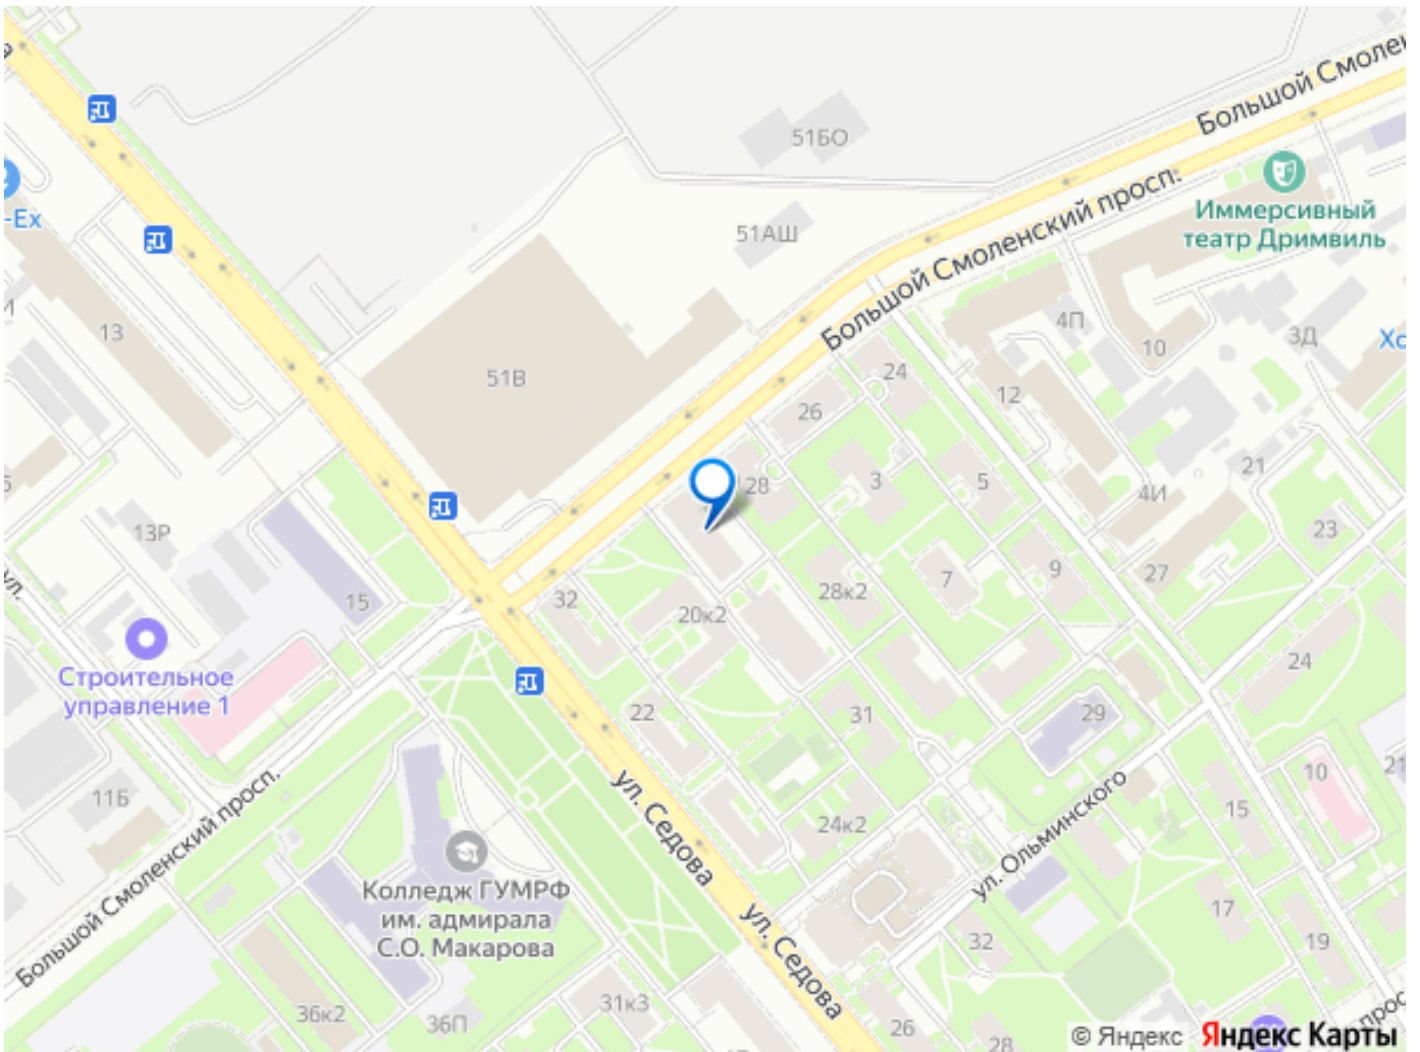 Большой Смоленский
51БО
Иммерсивный
театр Дримвиль
51АШ
-Ex
Большой Смоленский просп.
13
4П
3Д
10
51В
24
12
26
21
3
5
28
4И
23
13Р
27
9
7
28к2
15
32
20к2
Строительное
управление 1
24
22
31
29
10
21
11Б
ул. Седова
15
24к2
ул. Ольминского
Большой Смоленский просп.
Колледж ГУМРФ
им. адмирала
С.О. Макарова
17
ул. Седова
32
19
31к3
36к2
36П
26
28
© Яндекс Яндекс Карты